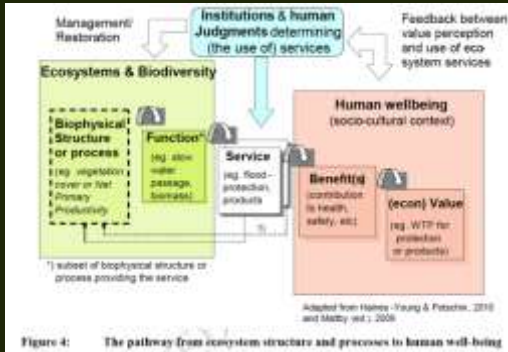 Management/
Restoration
Institutions & human
Judgments determining
(the use of) services
Feedback between
value perception
and use of eco
system services
Ecosystems & Biodiversity
Biophysical
Structure
or process
(eg. vegetation
cover or Net
Primary
Productivity)
Function*)
(eg. slow
water
passage,
biomass)
Service
(eg. flood-
protection,
products
Human wellbeing
(socio-cultural context)
Benefit(s)
(contribution
to health,
safety, etc)
(econ) Value
(eg. WTP for
protection
or products)
*) subset of biophysical structure or
process providing the service
Adapted from Haines-Young & Potschin, 2010
and Maltby (ed.), 2009
Figure 4: The pathway from ecosystem structure and processes to human well-being